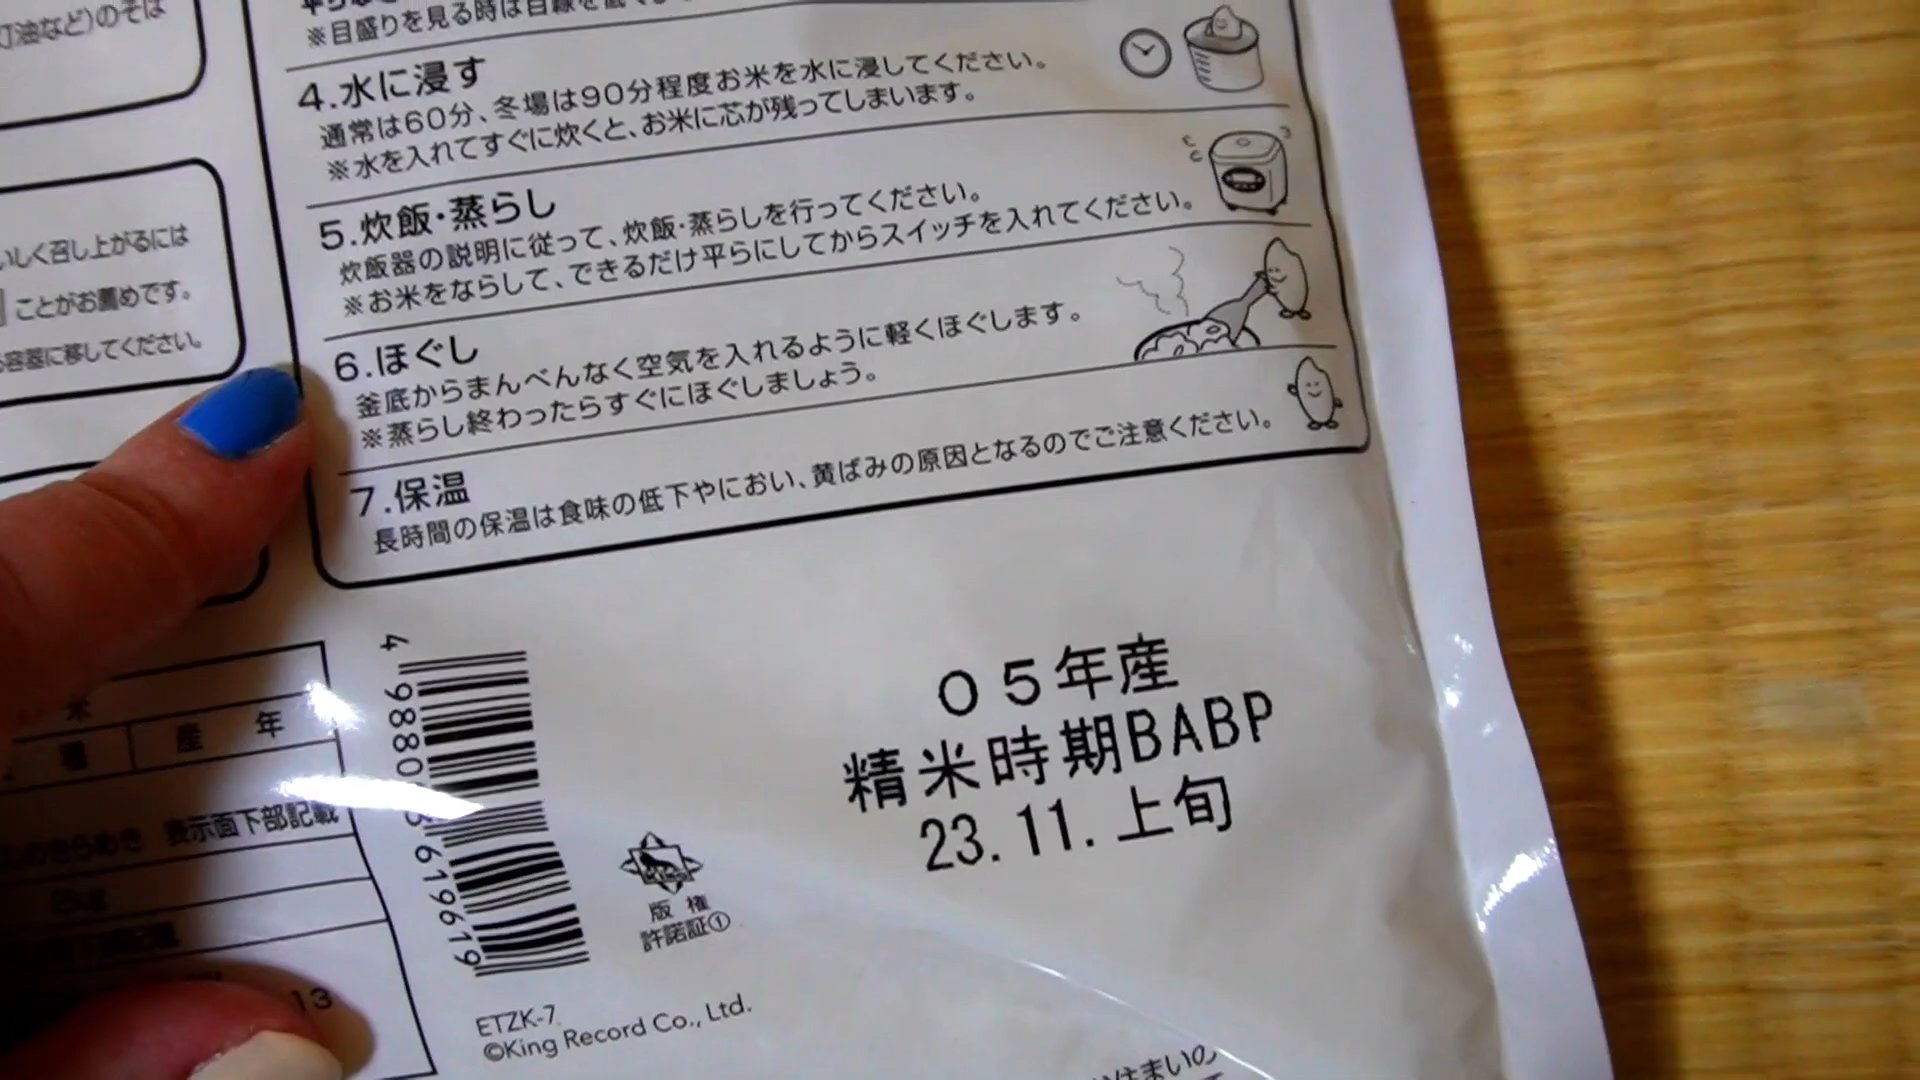 灯油など)のそば
※目盛りを見る時は目線を低く
4.水に浸す
通常は60分、冬場は90分程度お米を水に浸してください。
※水を入れてすぐに炊くと、お米に芯が残ってしまいます。
5.炊飯・蒸らし
炊飯器の説明に従って、炊飯・蒸らしを行ってください。
※お米をならして、できるだけ平らにしてからスイッチを入れてください。
6.ほぐし
釜底からまんべんなく空気を入れるように軽くほぐします。
※蒸らし終わったらすぐにほぐしましょう。
7.保温
長時間の保温は食味の低下やにおい、黄ばみの原因となるのでご注意ください。
いしく召し上がるには
ことがお薦めです。
容器に移してください。
米
種 産 年
きらめき 表示面下部記載
13
05年産
精米時期BABP
23.11.上旬
版権
許諾証①
ETZK-7
©King Record Co., Ltd.
住まいの